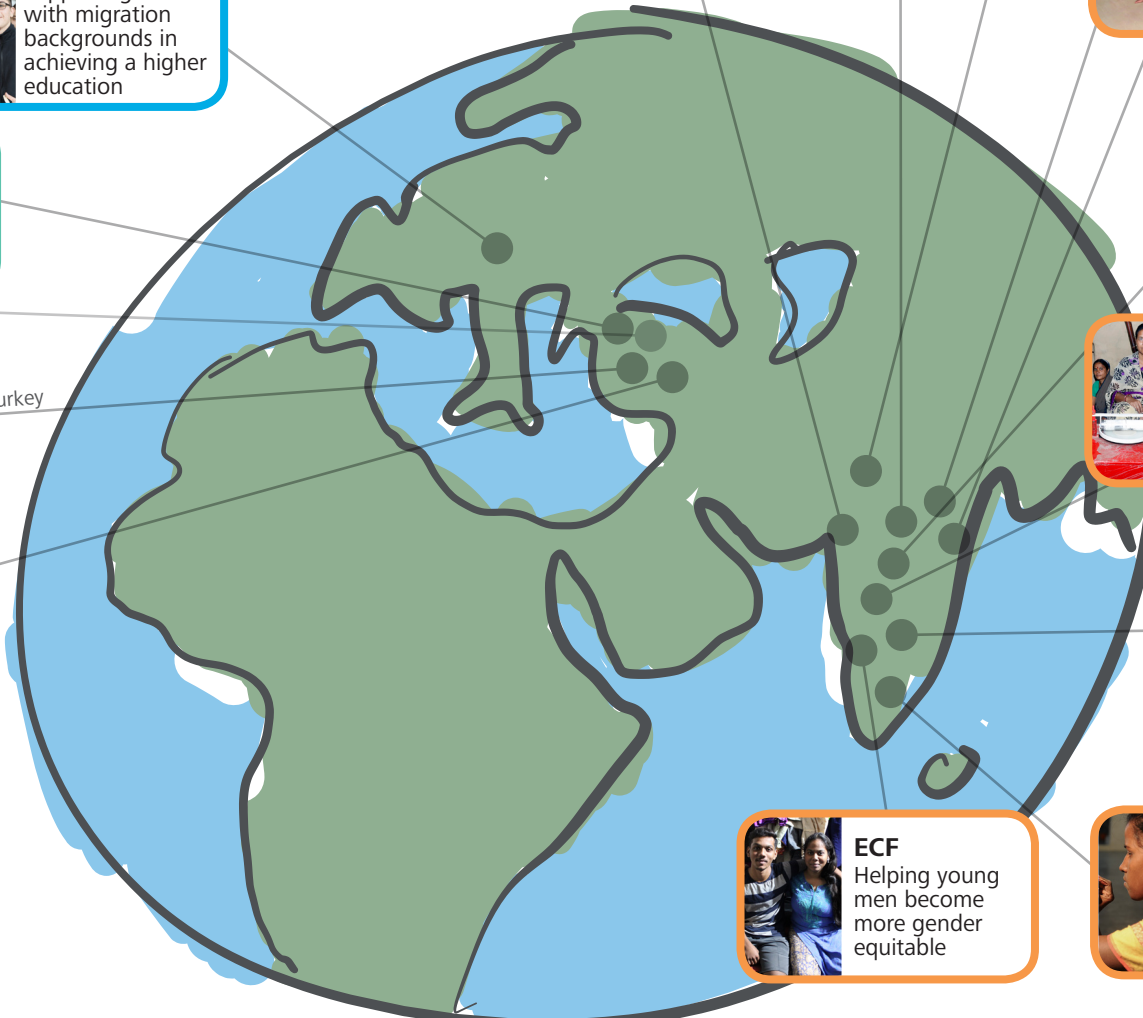 with migration
backgrounds in
achieving a higher
education
urkey
ECF
Helping young
men become
more gender
equitable